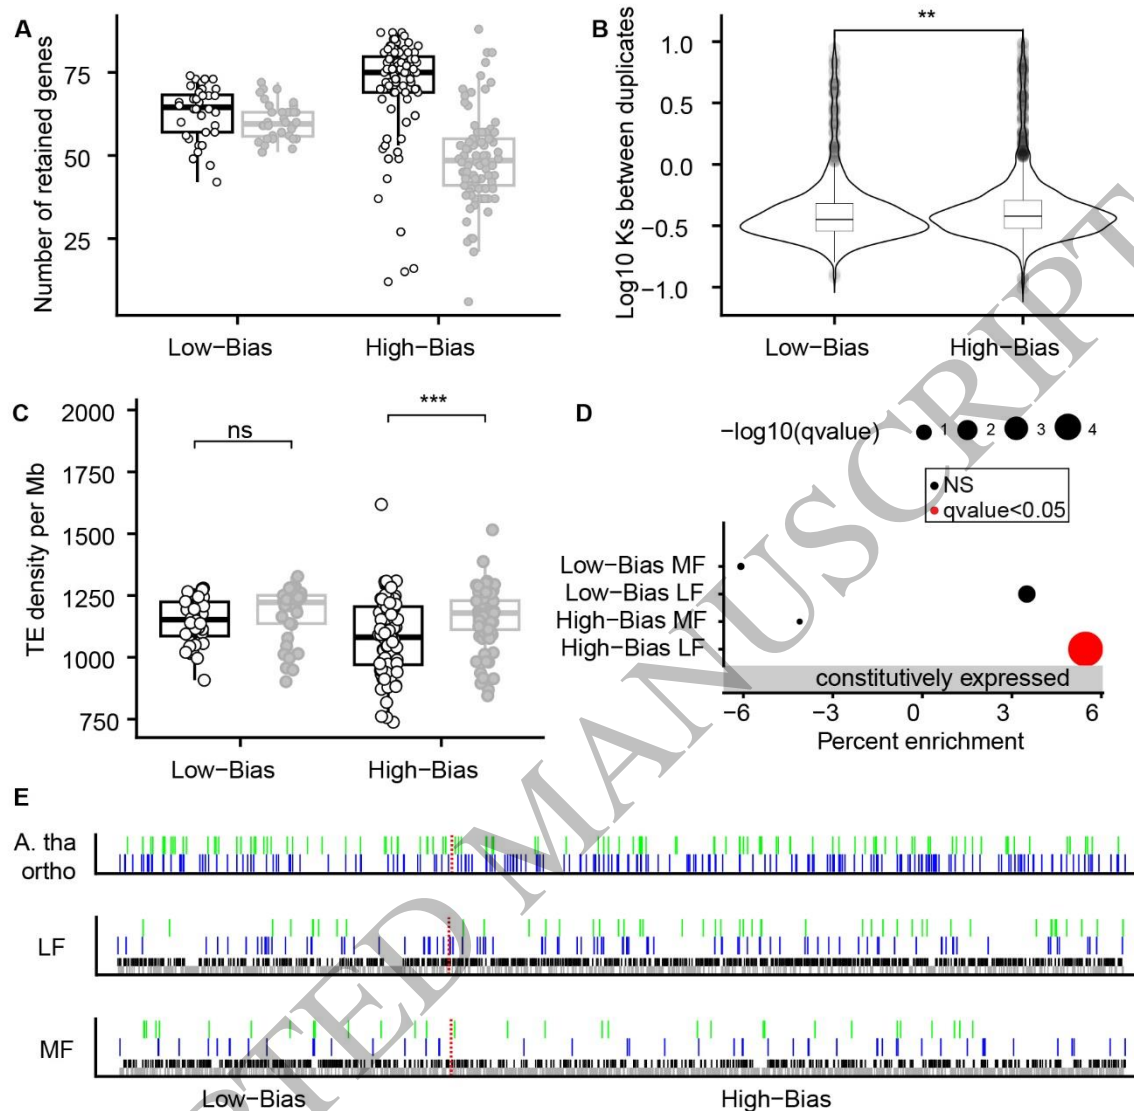 A
Number of retained genes
75
50
25
Low−Bias High−Bias
B
**
Log10 Ks between duplicates
1.0
0.5
0.0
−0.5
−1.0
Low−Bias High−Bias
C
TE density per Mb
2000
1750
1500
1250
1000
750
ns
***
Low−Bias High−Bias
D
−log10(qvalue) 1 2 3 4
NS
qvalue<0.05
Low−Bias MF
Low−Bias LF
High−Bias MF
High−Bias LF
constitutively expressed
−6 −3 0 3 6
Percent enrichment
E
A. tha
ortho
LF
MF
Low−Bias High−Bias
PTED MANUSCRIPT